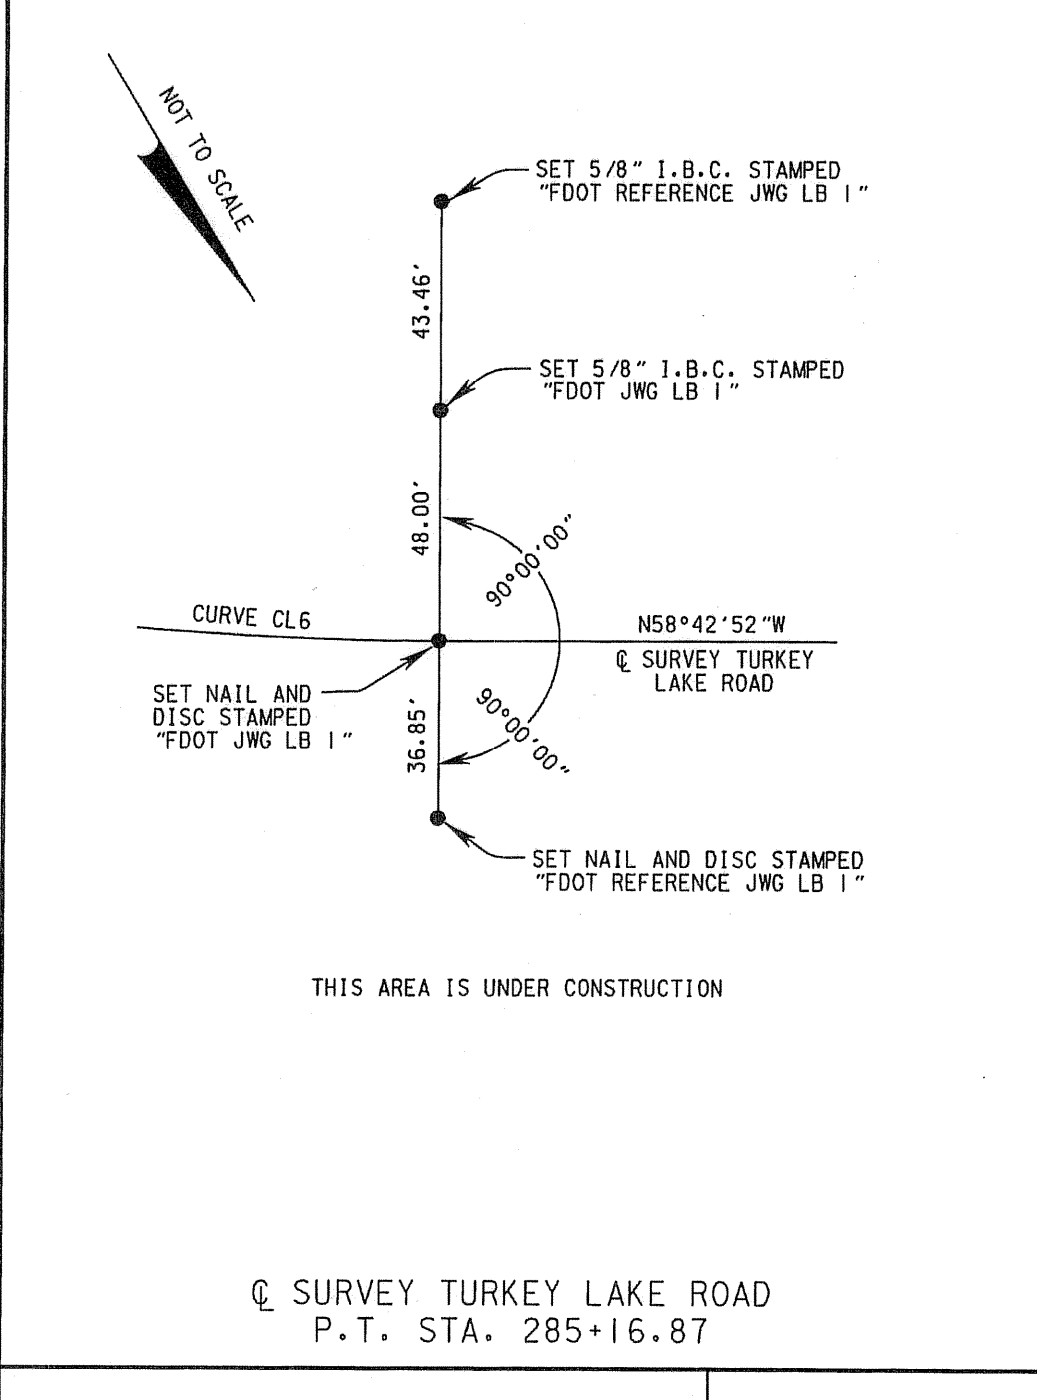 NOT TO SCALE
SET 5/8" I.B.C. STAMPED
"FDOT REFERENCE JWG LB 1"
43.46'
SET 5/8" I.B.C. STAMPED
"FDOT JWG LB 1"
48.00'
90°00'00"
CURVE CL6
N58°42'52"W
℄ SURVEY TURKEY
LAKE ROAD
SET NAIL AND
DISC STAMPED
"FDOT JWG LB 1"
36.85'
90°00'00"
SET NAIL AND DISC STAMPED
"FDOT REFERENCE JWG LB 1"
THIS AREA IS UNDER CONSTRUCTION
℄ SURVEY TURKEY LAKE ROAD
P.T. STA. 285+16.87